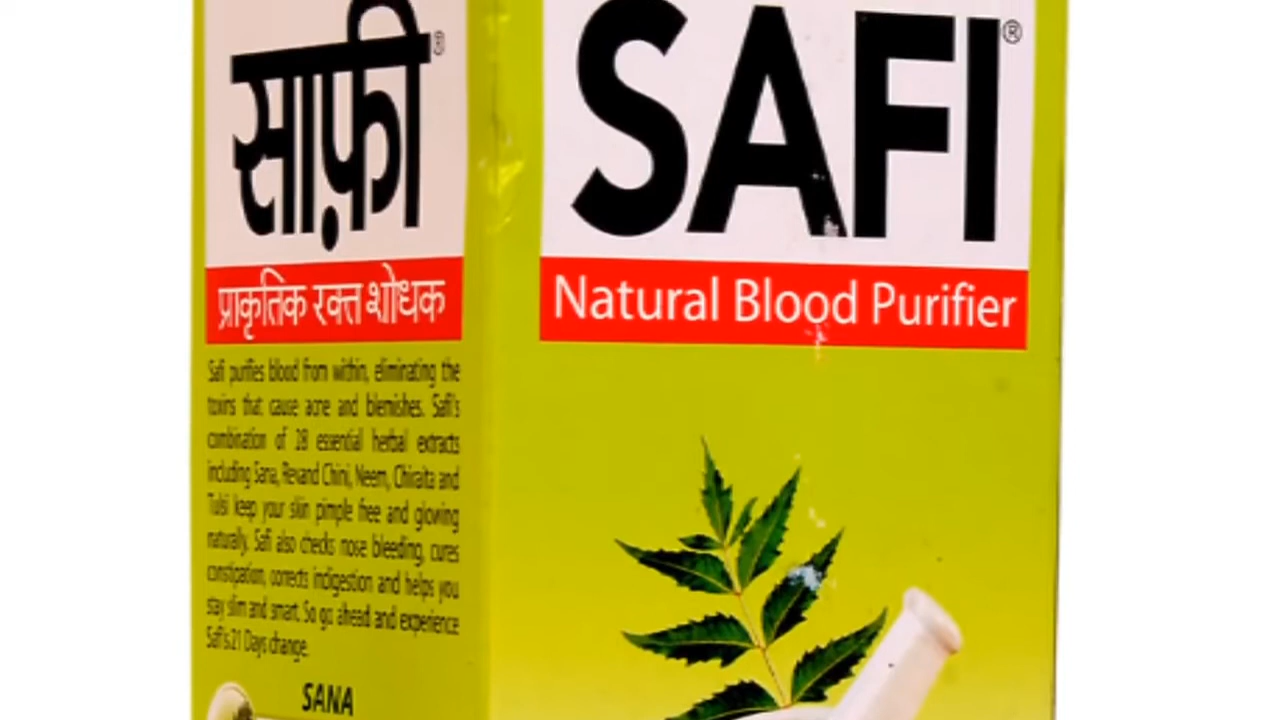 साफ़ी®
प्राकृतिक रक्त शोधक
Safi purifies blood from within, eliminating the
toxins that cause acne and blemishes. Safi's
combination of 28 essential herbal extracts
including Sana, Revand Chini, Neem, Chiraita and
Tulsi keep your skin pimple free and glowing
naturally. Safi also checks nose bleeding, cures
constipation, corrects indigestion and helps you
stay slim and smart. So go ahead and experience
Safi's 21 Days change.
SANA
SAFI®
Natural Blood Purifier